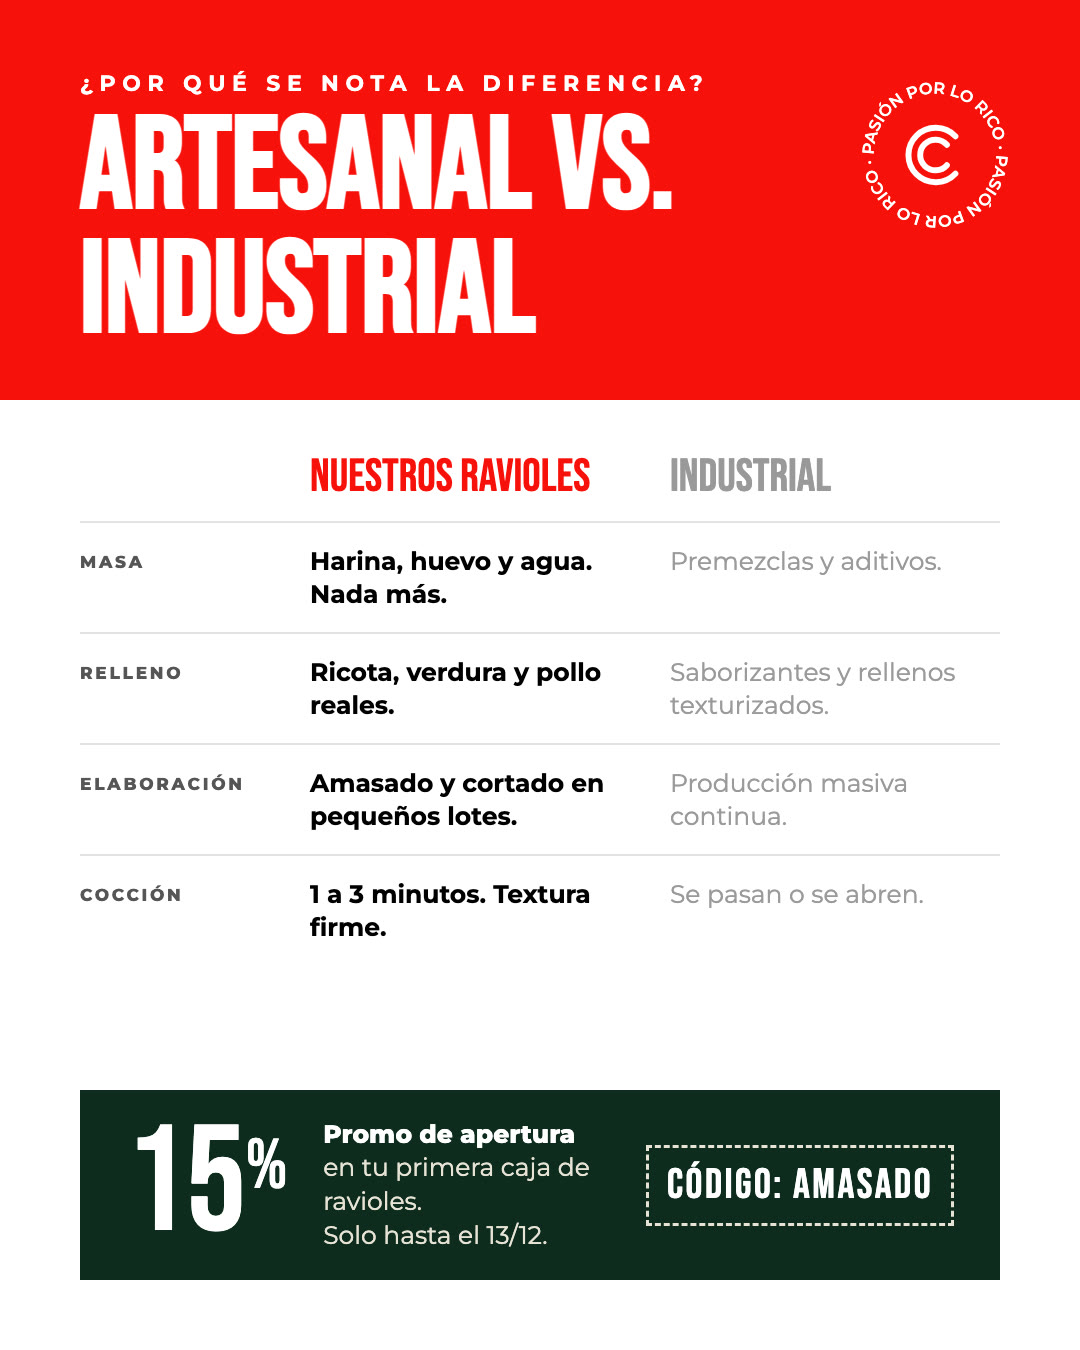 ¿POR QUÉ SE NOTA LA DIFERENCIA?
ARTESANAL VS.
INDUSTRIAL
PASIÓN POR LO RICO · PASIÓN POR LO RICO ·
NUESTROS RAVIOLES
INDUSTRIAL
MASA
Harina, huevo y agua.
Nada más.
Premezclas y aditivos.
RELLENO
Ricota, verdura y pollo
reales.
Saborizantes y rellenos
texturizados.
ELABORACIÓN
Amasado y cortado en
pequeños lotes.
Producción masiva
continua.
COCCIÓN
1 a 3 minutos. Textura
firme.
Se pasan o se abren.
15%
Promo de apertura
en tu primera caja de
ravioles.
Solo hasta el 13/12.
CÓDIGO: AMASADO